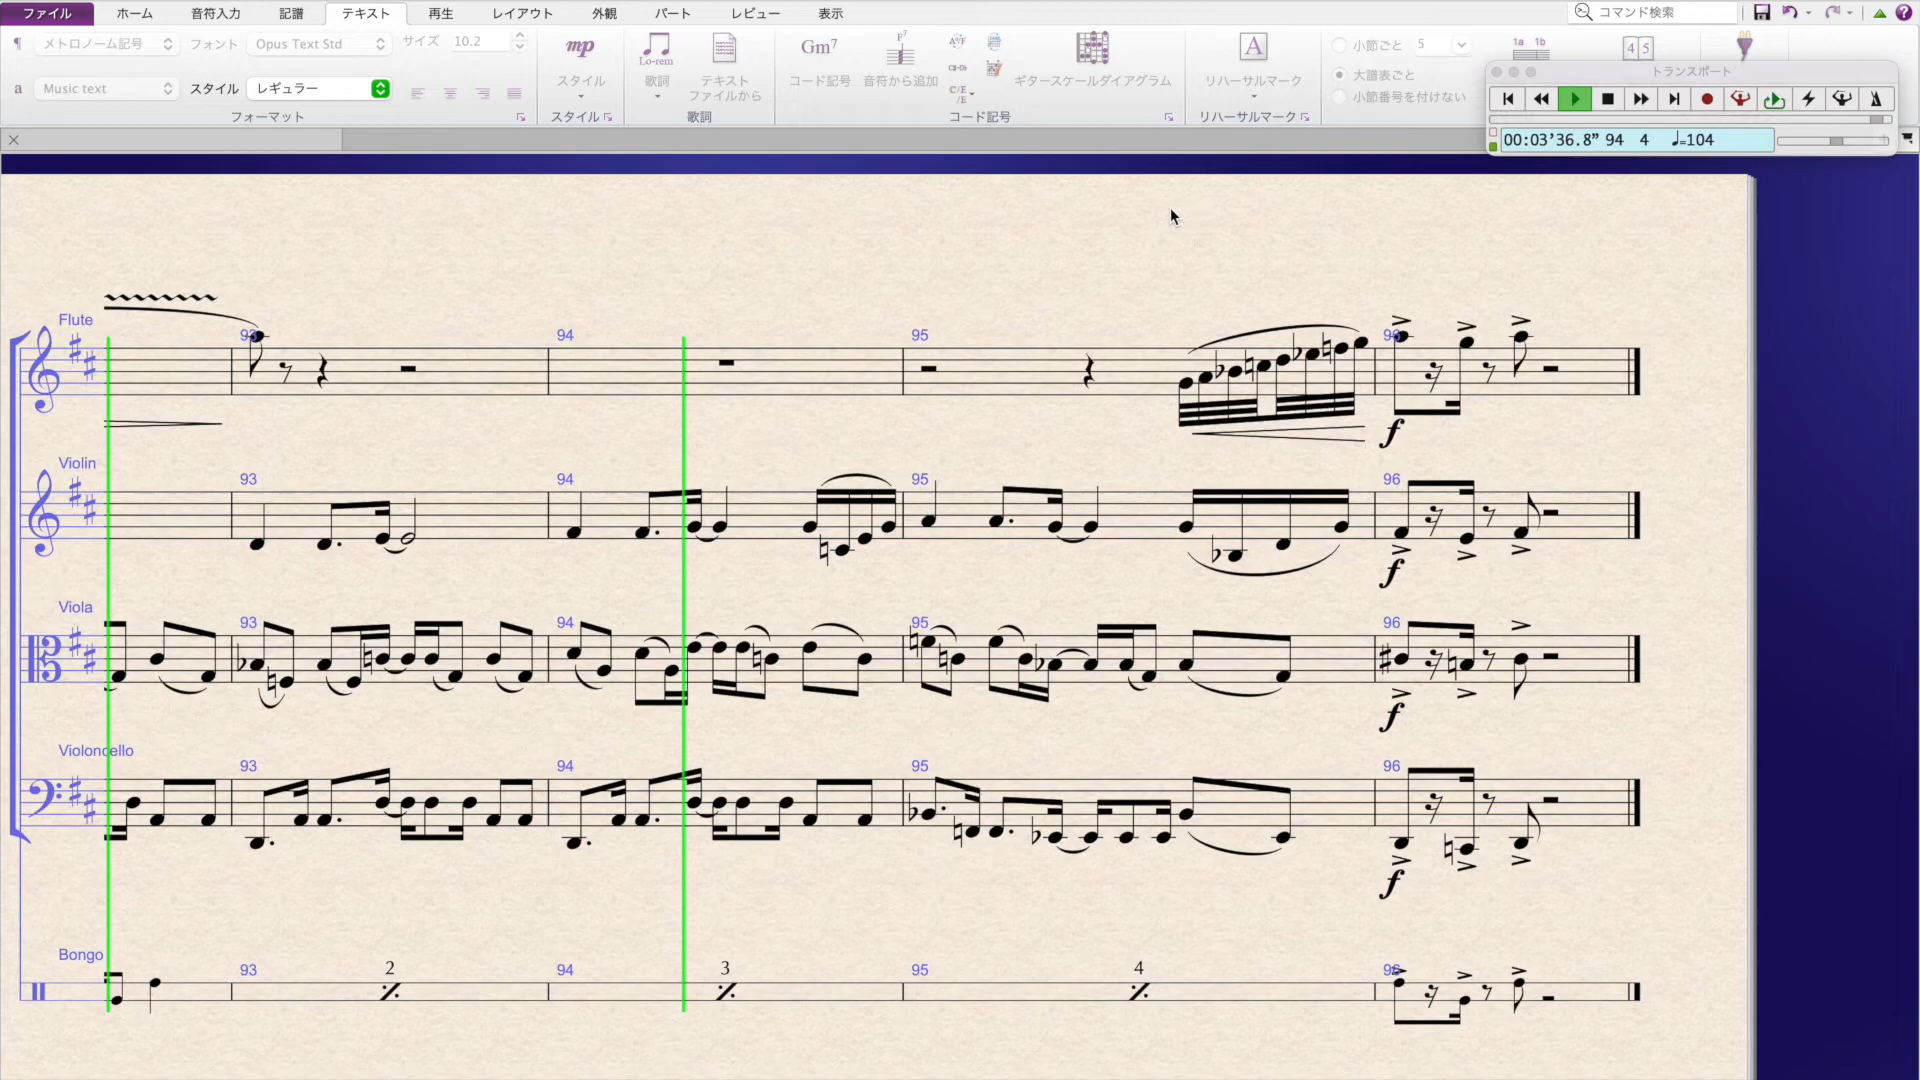 ファイル ホーム 音符入力 記譜 テキスト 再生 レイアウト 外観 パート レビュー 表示 コマンド検索
メトロノーム記号 フォント Opus Text Std サイズ 10.2
a Music text スタイル レギュラー
フォーマット
mp
スタイル
スタイル
Lo-rem
歌詞
テキスト
ファイルから
歌詞
Gm7
コード記号
F7
音符から追加
C/E
/E
ギタースケールダイアグラム
コード記号
A
リハーサルマーク
リハーサルマーク
小節ごと 5
大譜表ごと
小節番号を付けない
1a 1b
4 5
トランスポート
00:03’36.8” 94 4 ♩=104
Flute
93 94 95 96
f
Violin
93 94 95 96
f
Viola
93 94 95 96
f
Violoncello
93 94 95 96
f
Bongo
93 2 94 3 95 4 96